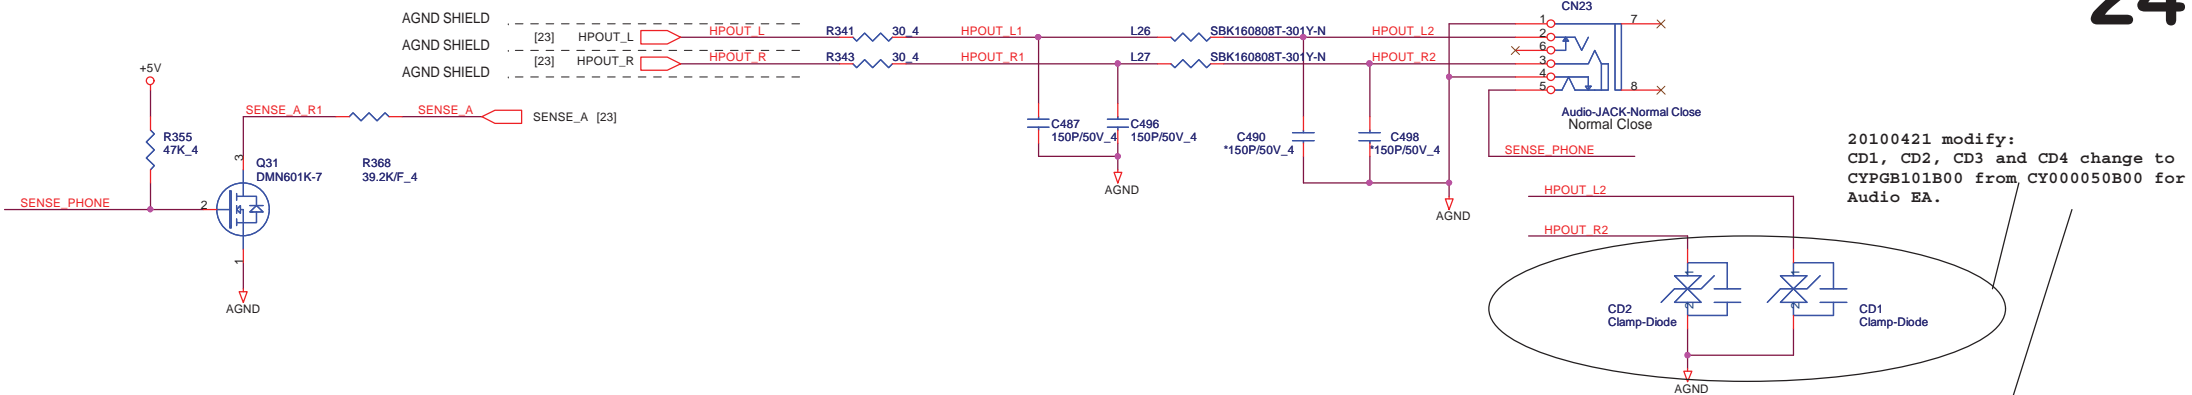 24
CN23
AGND SHIELD
[23] HPOUT_L HPOUT_L R341 30_4 HPOUT_L1 L26 SBK160808T-301Y-N HPOUT_L2
AGND SHIELD
[23] HPOUT_R HPOUT_R R343 30_4 HPOUT_R1 L27 SBK160808T-301Y-N HPOUT_R2
AGND SHIELD
1
2
6
3
4
5
7
8
Audio-JACK-Normal Close
Normal Close
+5V
SENSE_A_R1 SENSE_A SENSE_A [23]
R355
47K_4
Q31
DMN601K-7
R368
39.2K/F_4
3
2
1
SENSE_PHONE
AGND
C487
150P/50V_4
C496
150P/50V_4
AGND
C490
*150P/50V_4
C498
*150P/50V_4
AGND
SENSE_PHONE
20100421 modify:
CD1, CD2, CD3 and CD4 change to
CYPGB101B00 from CY000050B00 for
Audio EA.
HPOUT_L2
HPOUT_R2
1
2
CD2
Clamp-Diode
1
2
CD1
Clamp-Diode
AGND